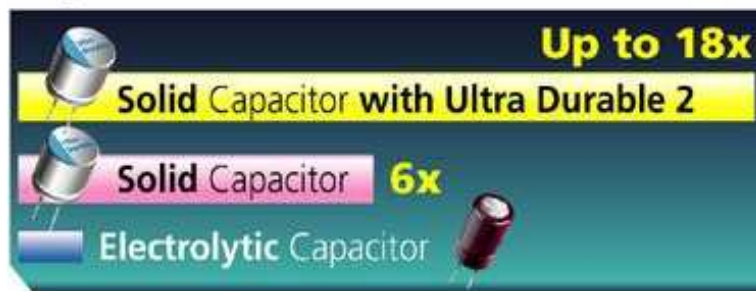 Up to 18x
Solid Capacitor with Ultra Durable 2
Solid Capacitor 6x
Electrolytic Capacitor